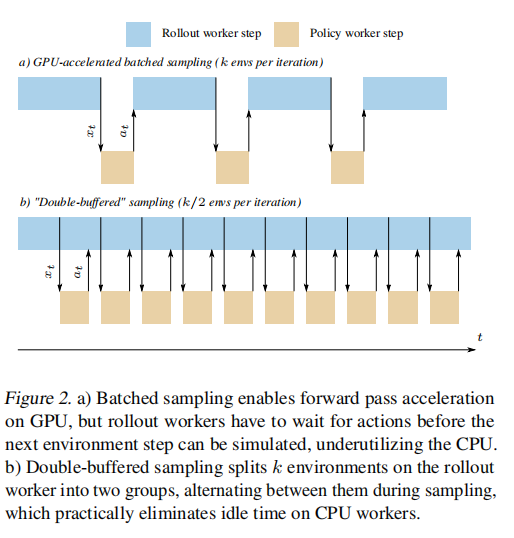 Rollout worker step Policy worker step
a) GPU-accelerated batched sampling (k envs per iteration)
x_t a_t
b) "Double-buffered" sampling (k/2 envs per iteration)
x_t a_t
t
Figure 2. a) Batched sampling enables forward pass acceleration
on GPU, but rollout workers have to wait for actions before the
next environment step can be simulated, underutilizing the CPU.
b) Double-buffered sampling splits k environments on the rollout
worker into two groups, alternating between them during sampling,
which practically eliminates idle time on CPU workers.